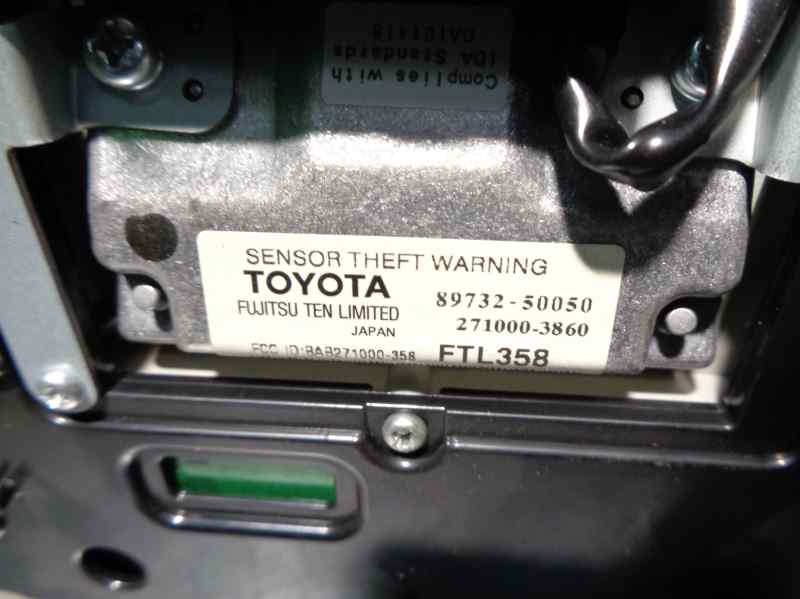 Complies with
IDA Standards
DA101418
SENSOR THEFT WARNING
TOYOTA 89732-50050
FUJITSU TEN LIMITED 271000-3860
JAPAN
FCC ID:BAB271000-358 FTL358